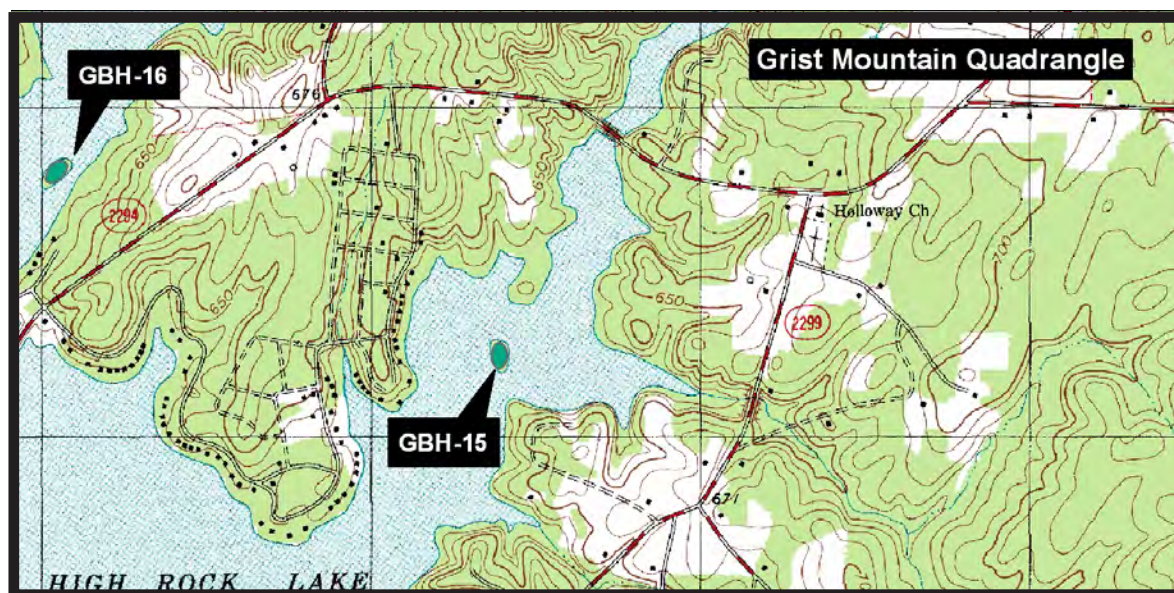 GBH-16
Grist Mountain Quadrangle
576
650
650
2294
Holloway Ch
700
650
650
2299
GBH-15
671
HIGH ROCK LAKE